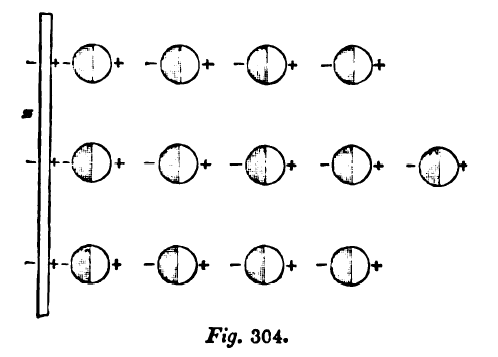 - + - + - + - + - +
- + - + - + - + - + - +
- + - + - + - + - +
Fig. 304.